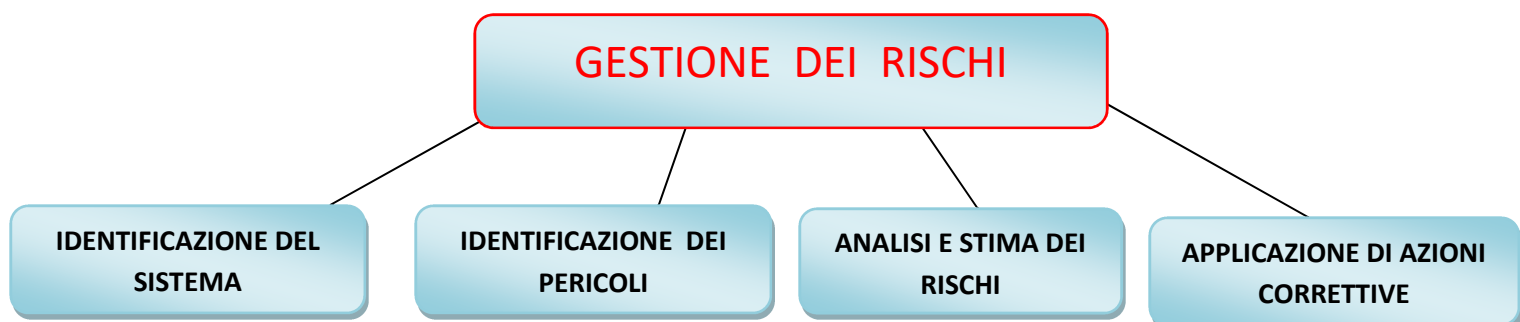 GESTIONE DEI RISCHI
IDENTIFICAZIONE DEL
SISTEMA
IDENTIFICAZIONE DEI
PERICOLI
ANALISI E STIMA DEI
RISCHI
APPLICAZIONE DI AZIONI
CORRETTIVE